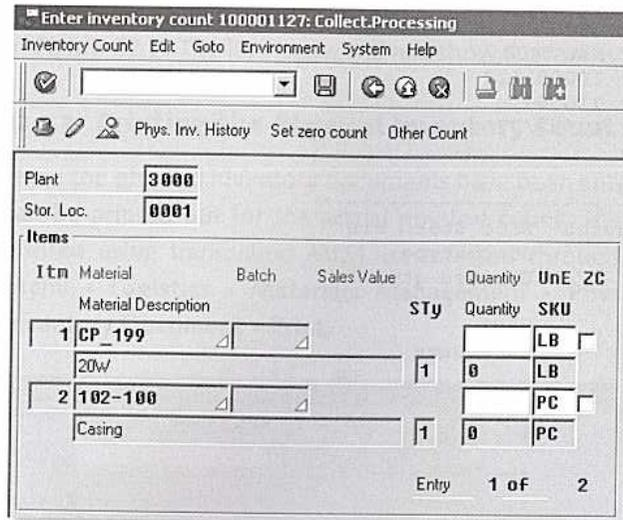 Enter inventory count 100001127: Collect.Processing
Inventory Count Edit Goto Environment System Help
Phys. Inv. History Set zero count Other Count
Plant 3000
Stor. Loc. 0001
Items
Itm Material Batch Sales Value Quantity UnE ZC
Material Description STy Quantity SKU
1 CP_199 LB
20W 1 0 LB
2 102-100 PC
Casing 1 0 PC
Entry 1 of 2